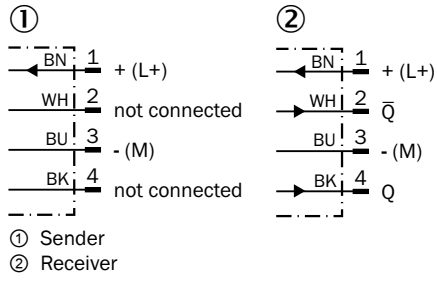 ① ②
BN 1 + (L+) BN 1 + (L+)
WH 2 not connected WH 2 Q̅
BU 3 - (M) BU 3 - (M)
BK 4 not connected BK 4 Q
① Sender
② Receiver